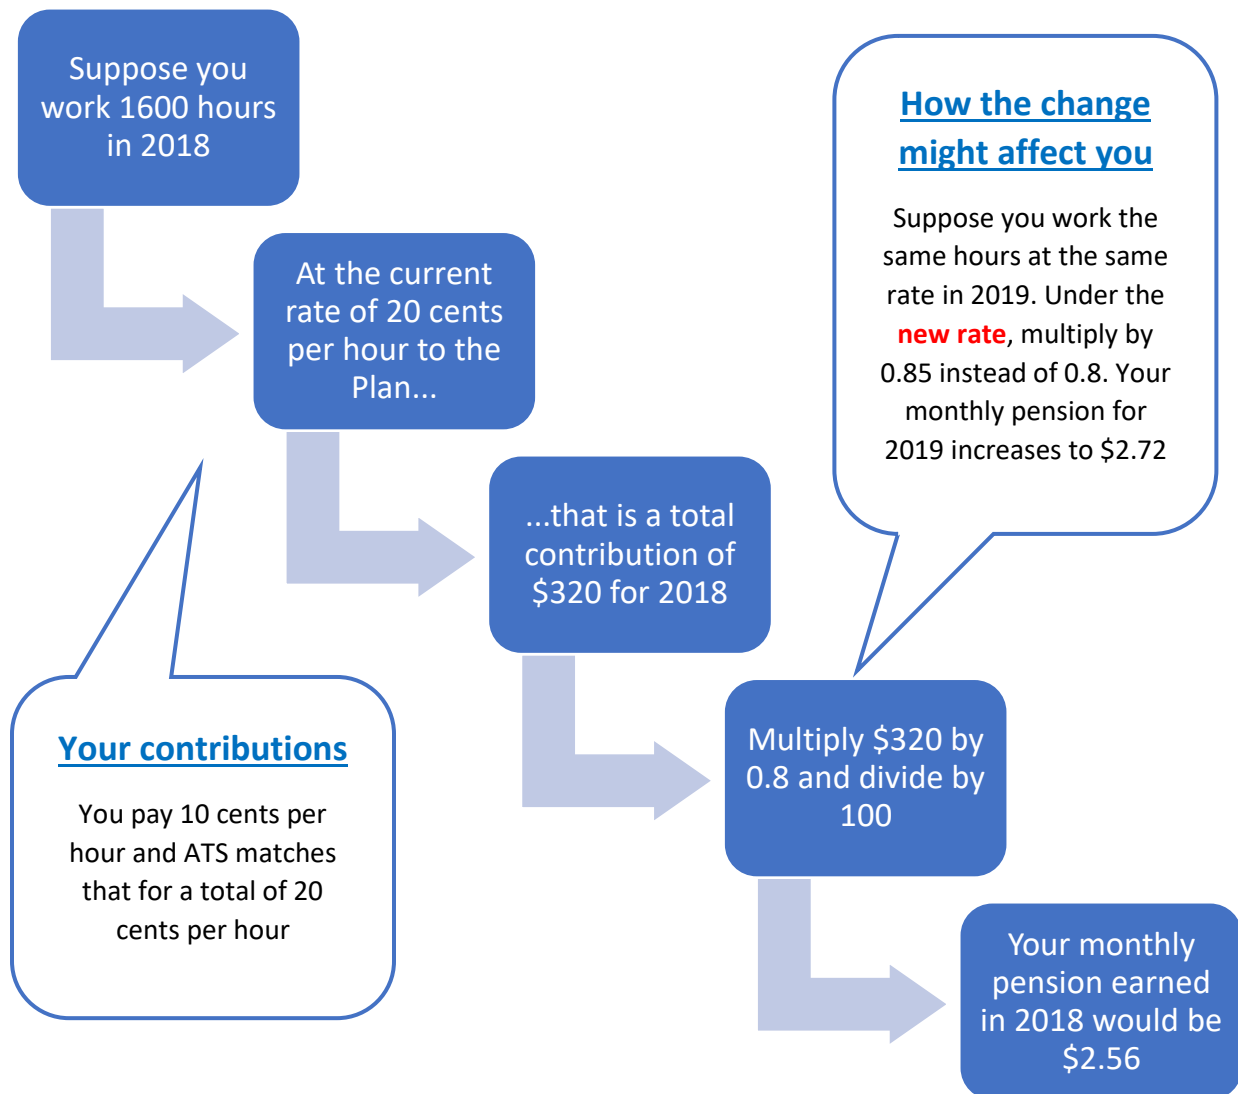 Suppose you
work 1600 hours
in 2018
At the current
rate of 20 cents
per hour to the
Plan...
...that is a total
contribution of
$320 for 2018
Multiply $320 by
0.8 and divide by
100
Your monthly
pension earned
in 2018 would be
$2.56
How the change
might affect you
Suppose you work the
same hours at the same
rate in 2019. Under the
new rate, multiply by
0.85 instead of 0.8. Your
monthly pension for
2019 increases to $2.72
Your contributions
You pay 10 cents per
hour and ATS matches
that for a total of 20
cents per hour